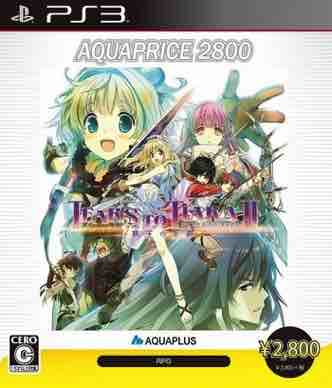 PS3
AQUAPRICE 2800
TEARS TO TIARA II
AQUAPLUS
CERO
C
RPG
¥2,800